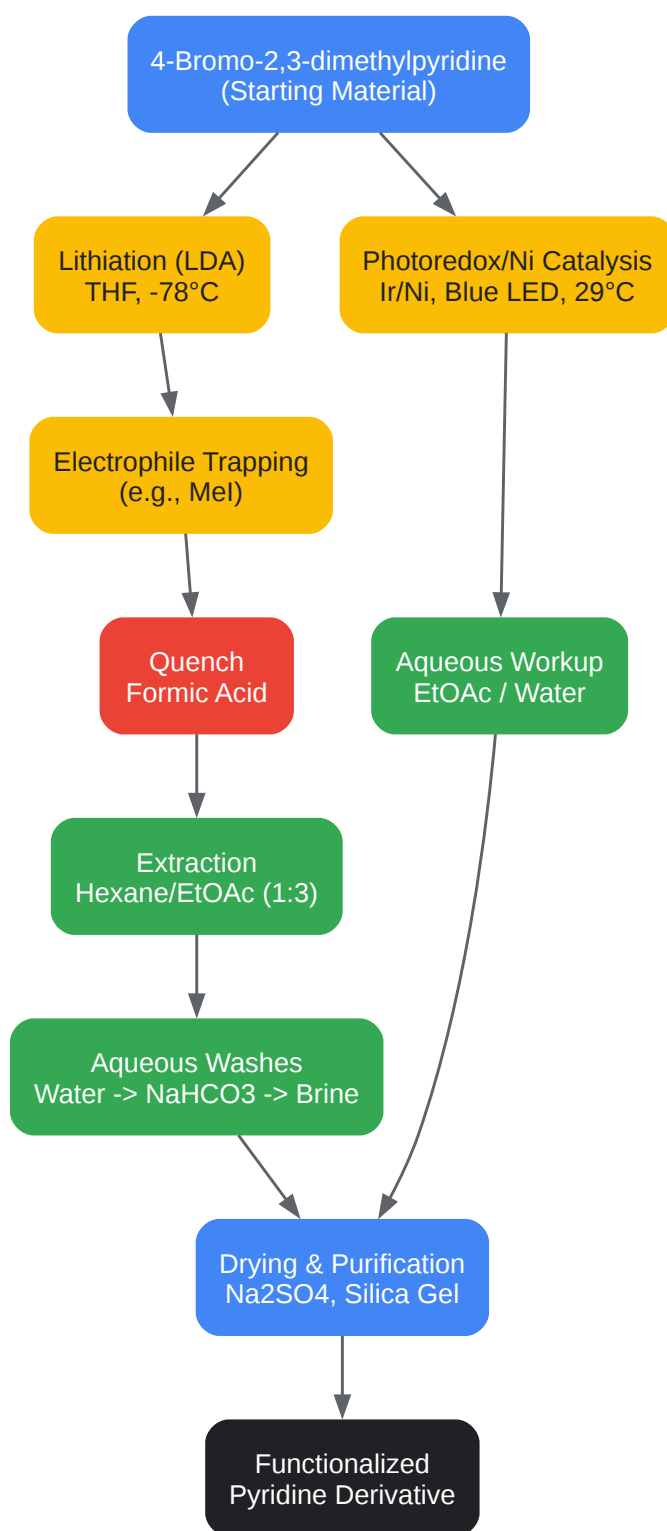 4-Bromo-2,3-dimethylpyridine
(Starting Material)
Lithiation (LDA)
THF, -78°C
Photoredox/Ni Catalysis
Ir/Ni, Blue LED, 29°C
Electrophile Trapping
(e.g., MeI)
Quench
Formic Acid
Aqueous Workup
EtOAc / Water
Extraction
Hexane/EtOAc (1:3)
Aqueous Washes
Water -> NaHCO3 -> Brine
Drying & Purification
Na2SO4, Silica Gel
Functionalized
Pyridine Derivative